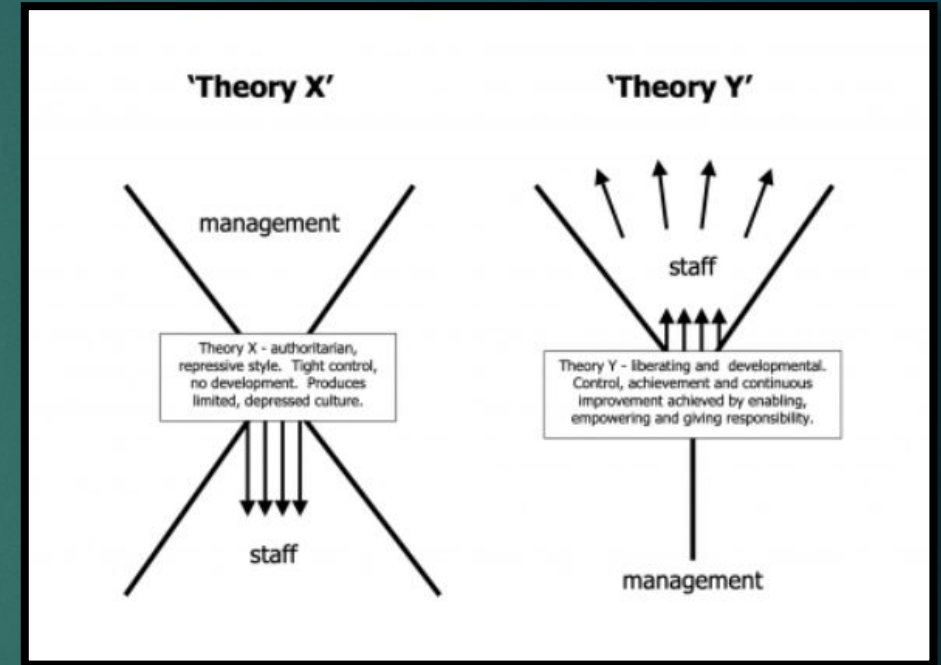 ‘Theory X’
management
Theory X - authoritarian,
repressive style. Tight control,
no development. Produces
limited, depressed culture.
staff
‘Theory Y’
staff
Theory Y - liberating and developmental.
Control, achievement and continuous
improvement achieved by enabling,
empowering and giving responsibility.
management